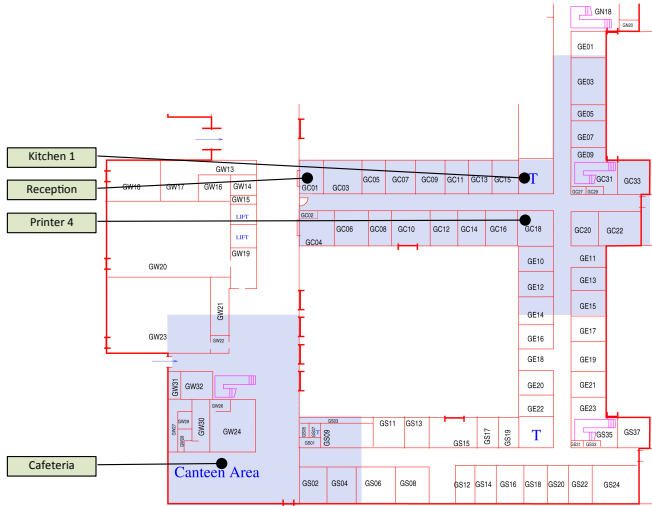 GN18
GN20
GE01
GE03
GE05
GE07
GE09
Kitchen 1
Reception
Printer 4
Cafeteria
GW18
GW17
GW16
GW13
GW14
GW15
LIFT
LIFT
GW19
GW20
GW21
GW22
GW23
GC01
GC03
GC05
GC07
GC09
GC11
GC13
GC15
T
GC31
GC33
GC27
GC29
GC02
GC04
GC06
GC08
GC10
GC12
GC14
GC16
GC18
GC20
GC22
GE10
GE11
GE12
GE13
GE14
GE15
GE16
GE17
GE18
GE19
GE20
GE21
GE22
GE23
GW31
GW32
GW26
GW27
GW29
GW30
GW24
Canteen Area
GS03
GS01
GS09
GS11
GS13
GS15
GS17
GS19
T
GS31
GS33
GS35
GS37
GS02
GS04
GS06
GS08
GS12
GS14
GS16
GS18
GS20
GS22
GS24